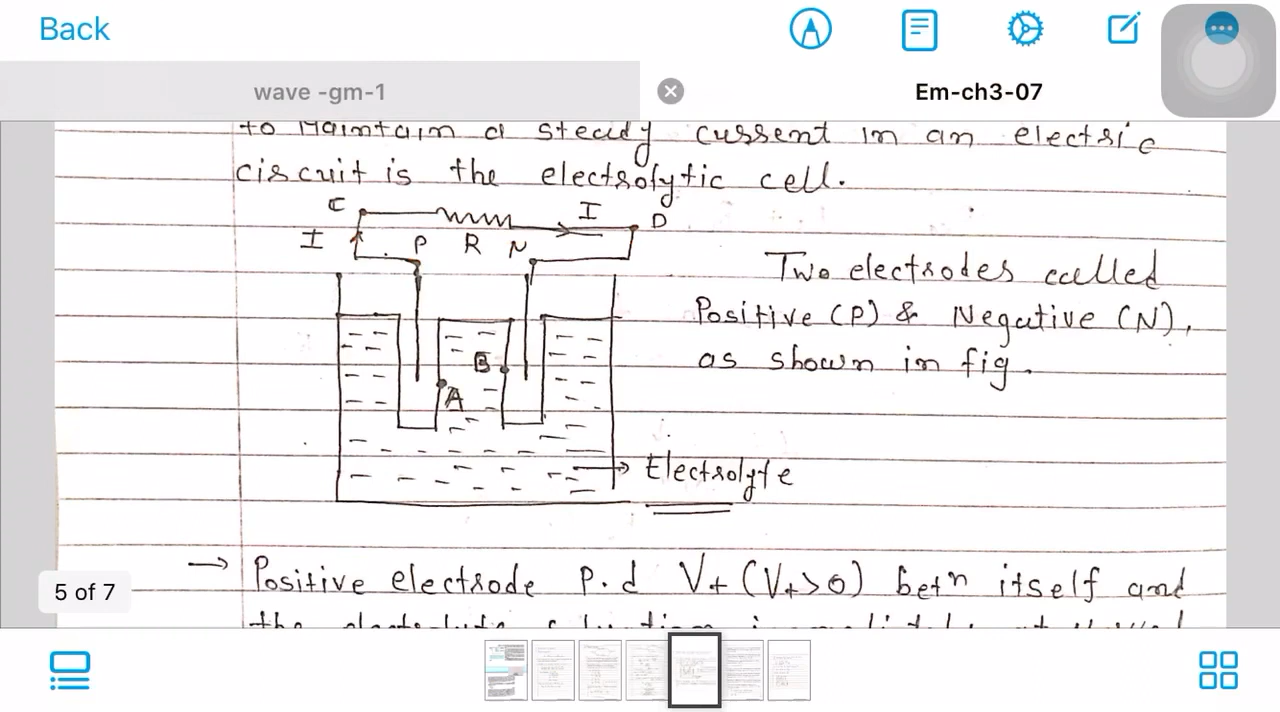 Back
wave -gm-1
Em-ch3-07
to Maintain a steady current in an electric
circuit is the electrolytic cell.
C
I
D
I
P R N
Two electrodes called
Positive (P) & Negative (N),
as shown in fig.
B
A
→ Electrolyte
→ Positive electrode P.d V+ (V+>0) betn itself and
5 of 7
the